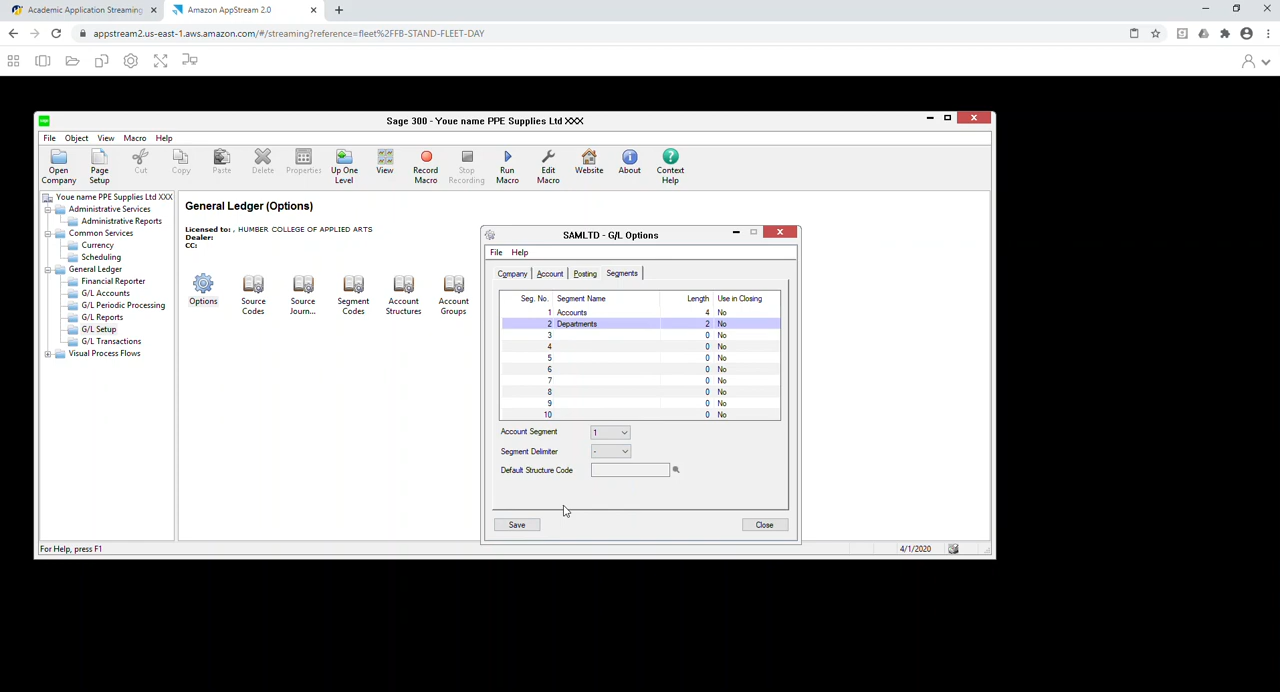 Academic Application Streaming
Amazon AppStream 2.0
appstream2.us-east-1.aws.amazon.com/#/streaming?reference=fleet%2FFB-STAND-FLEET-DAY
sage
Sage 300 - Youe name PPE Supplies Ltd XXX
File Object View Macro Help
Open Company
Page Setup
Cut
Copy
Paste
Delete
Properties
Up One Level
View
Record Macro
Stop Recording
Run Macro
Edit Macro
Website
About
Context Help
Youe name PPE Supplies Ltd XXX
Administrative Services
Administrative Reports
Common Services
Currency
Scheduling
General Ledger
Financial Reporter
G/L Accounts
G/L Periodic Processing
G/L Reports
G/L Setup
G/L Transactions
Visual Process Flows
General Ledger (Options)
Licensed to: , HUMBER COLLEGE OF APPLIED ARTS
Dealer:
CC:
Options
Source Codes
Source Journ...
Segment Codes
Account Structures
Account Groups
SAMLTD - G/L Options
File Help
Company Account Posting Segments
Seg. No. Segment Name Length Use in Closing
1 Accounts 4 No
2 Departments 2 No
3 0 No
4 0 No
5 0 No
6 0 No
7 0 No
8 0 No
9 0 No
10 0 No
Account Segment 1
Segment Delimiter -
Default Structure Code
Save Close
For Help, press F1
4/1/2020